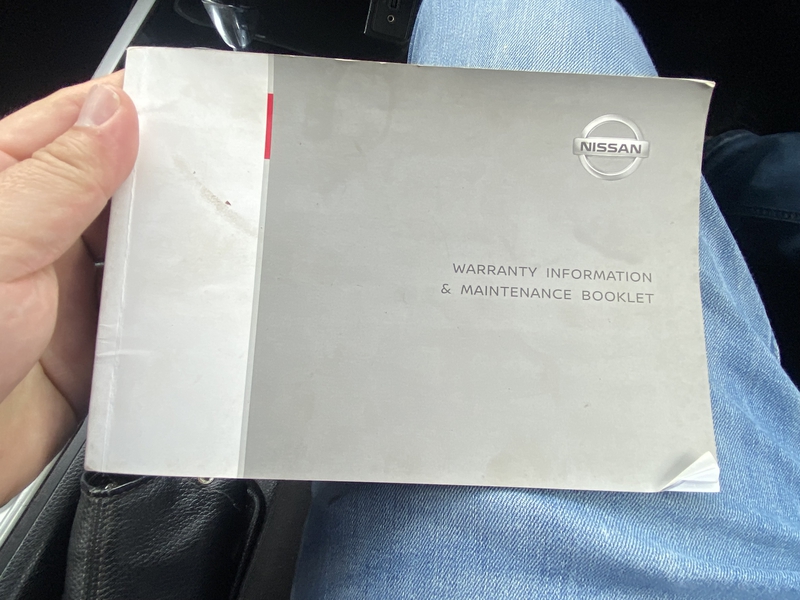 NISSAN
WARRANTY INFORMATION
& MAINTENANCE BOOKLET